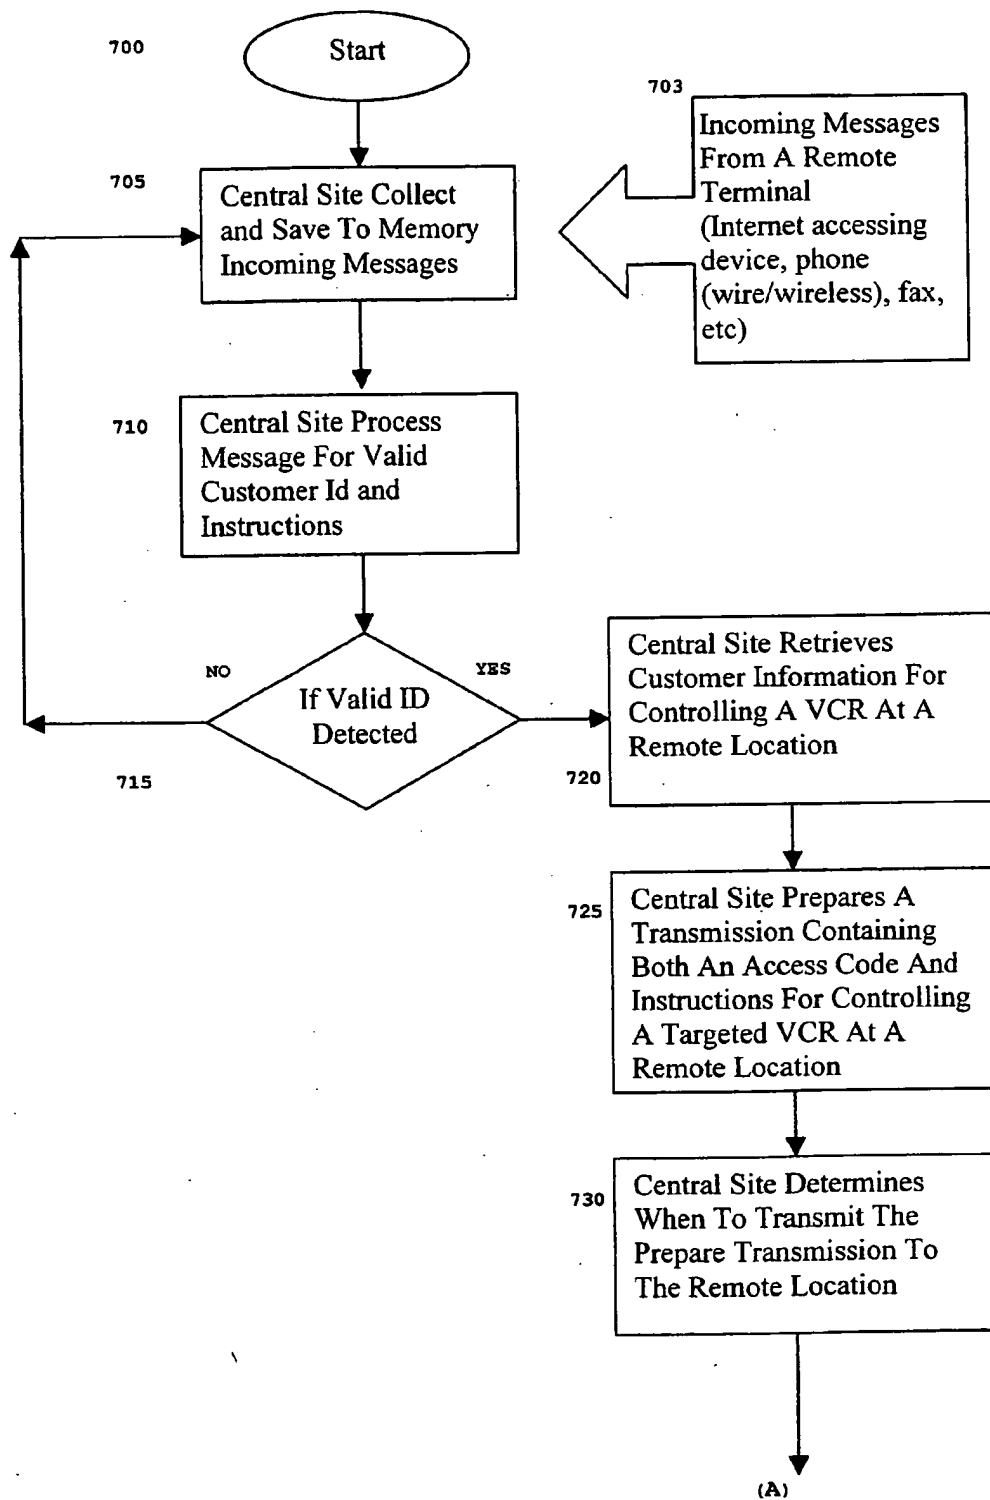 700
Start
703
Incoming Messages
From A Remote
Terminal
(Internet accessing
device, phone
(wire/wireless), fax,
etc)
705
Central Site Collect
and Save To Memory
Incoming Messages
710
Central Site Process
Message For Valid
Customer Id and
Instructions
NO
YES
If Valid ID
Detected
715
Central Site Retrieves
Customer Information For
Controlling A VCR At A
Remote Location
720
725
Central Site Prepares A
Transmission Containing
Both An Access Code And
Instructions For Controlling
A Targeted VCR At A
Remote Location
730
Central Site Determines
When To Transmit The
Prepare Transmission To
The Remote Location
(A)